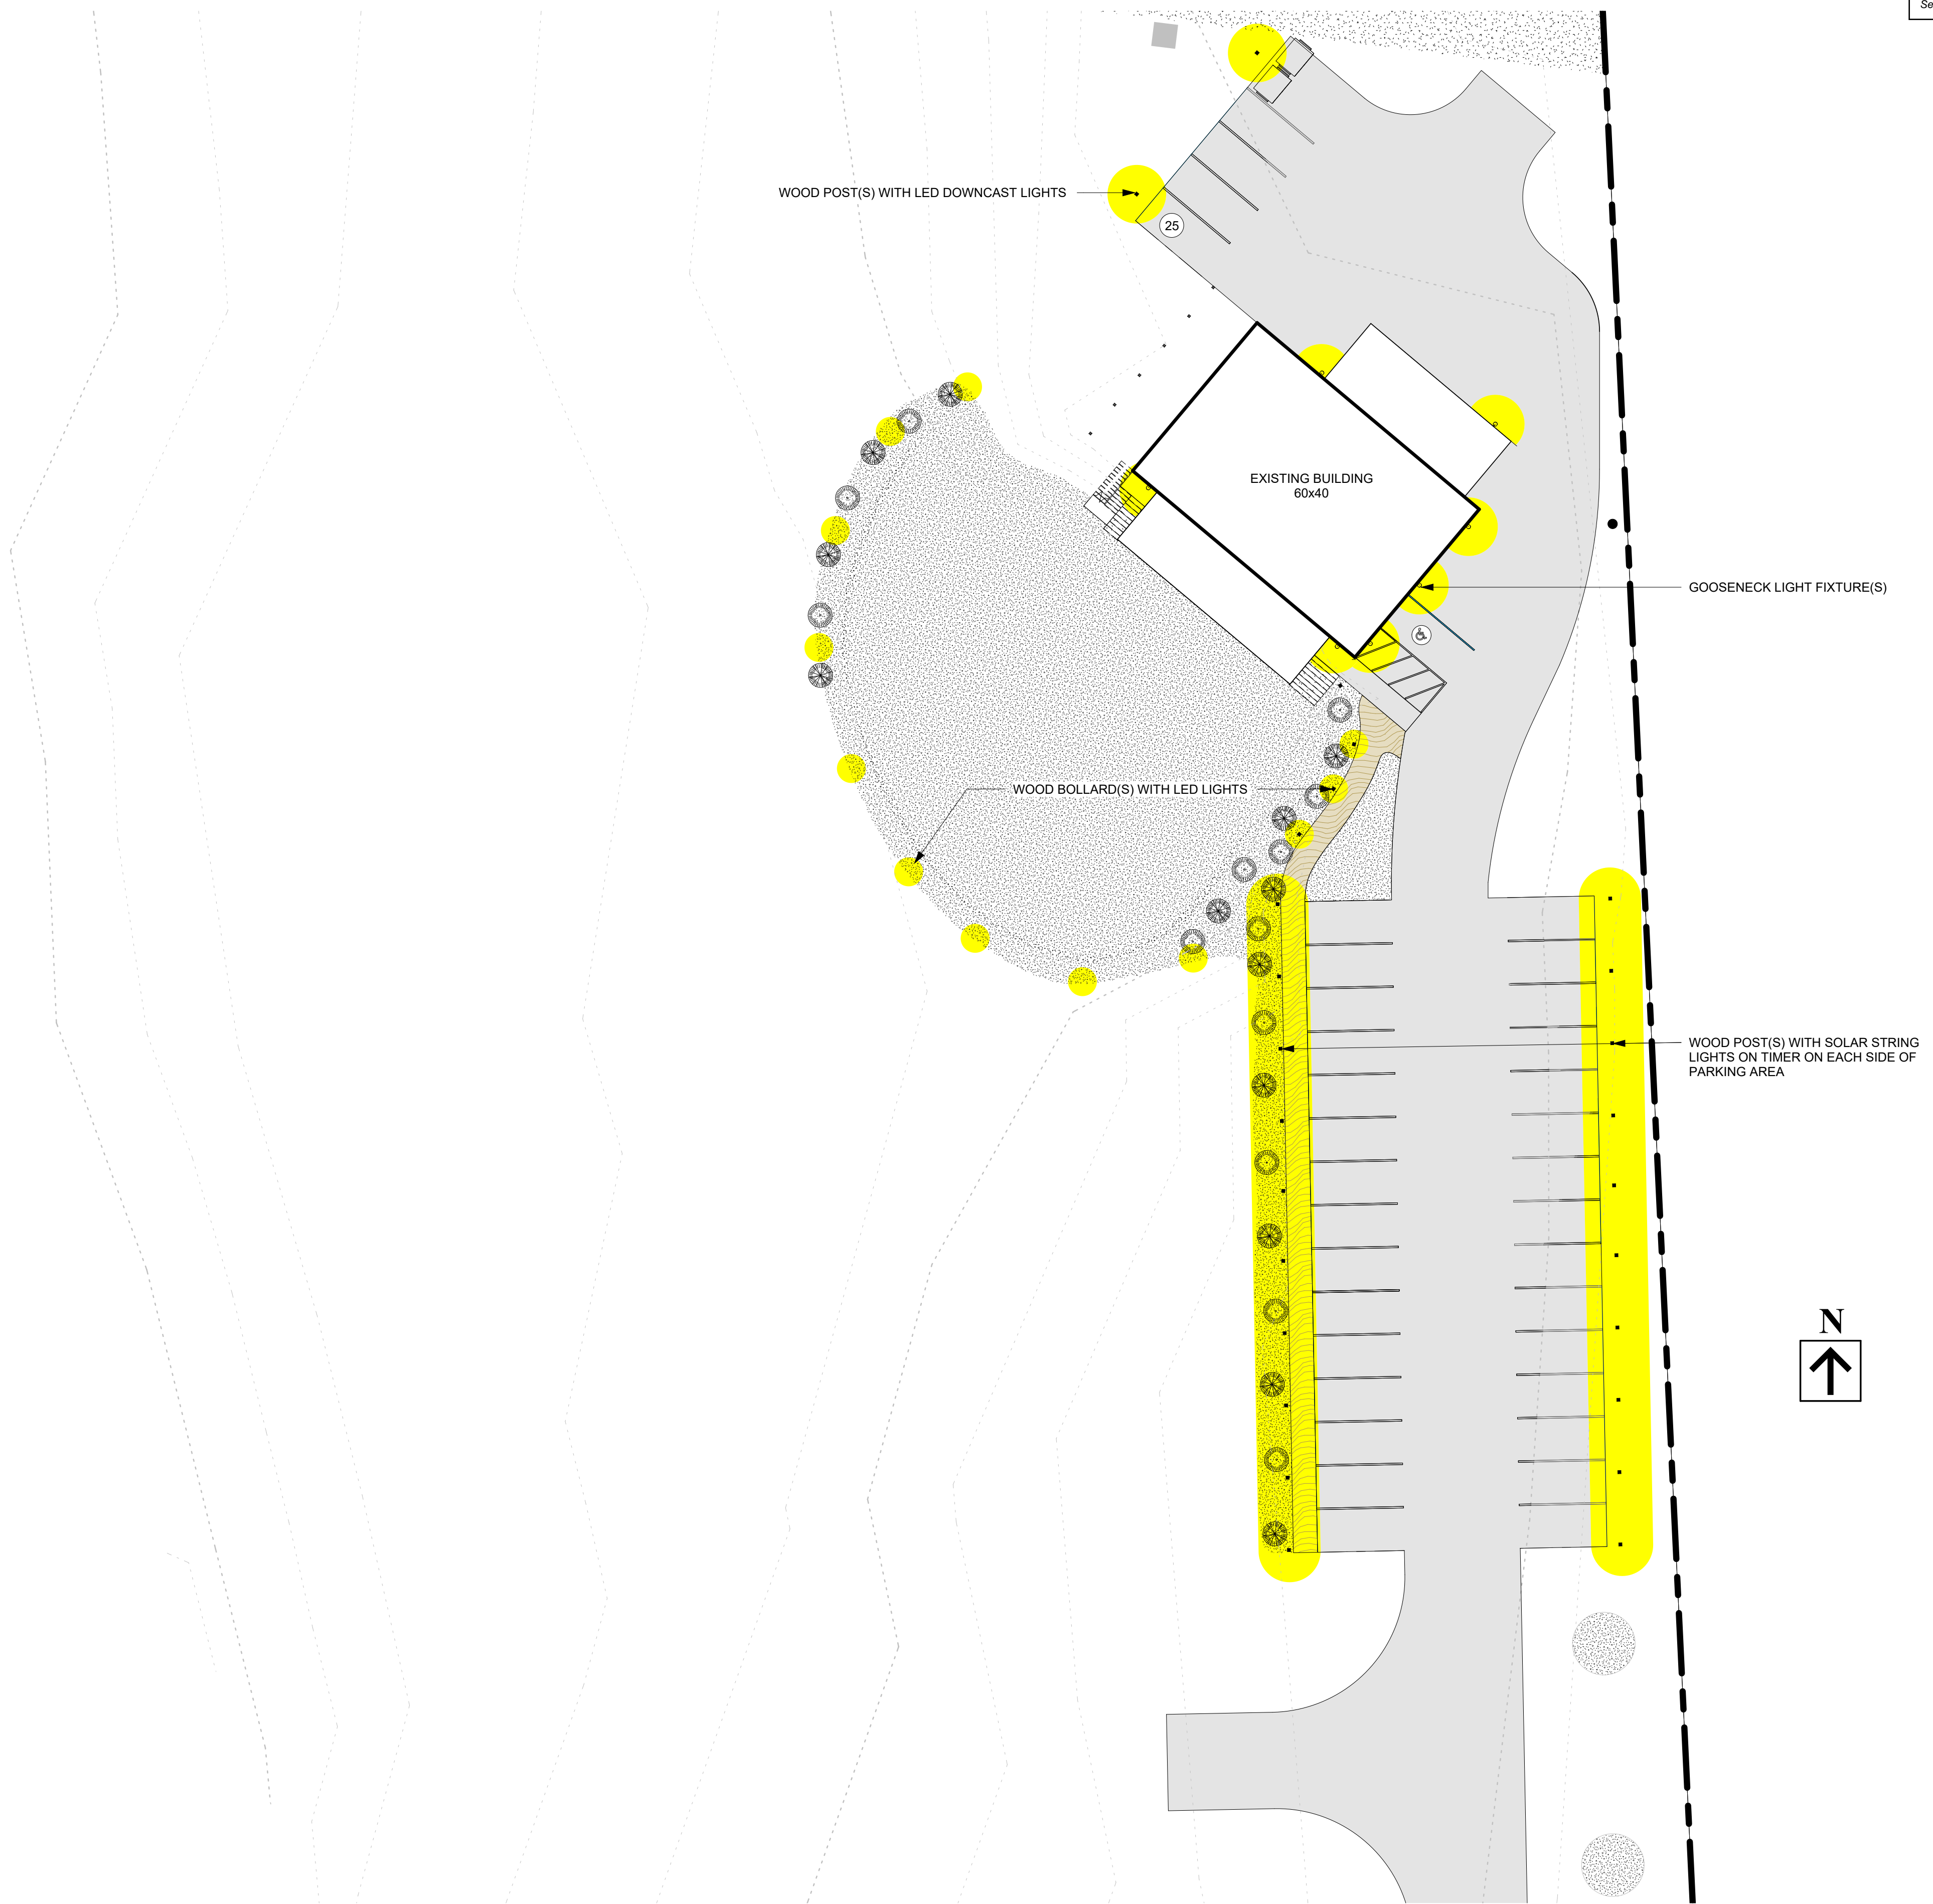 WOOD POST(S) WITH LED DOWNCAST LIGHTS
25
EXISTING BUILDING
60x40
GOOSENECK LIGHT FIXTURE(S)
WOOD BOLLARD(S) WITH LED LIGHTS
WOOD POST(S) WITH SOLAR STRING
LIGHTS ON TIMER ON EACH SIDE OF
PARKING AREA
N